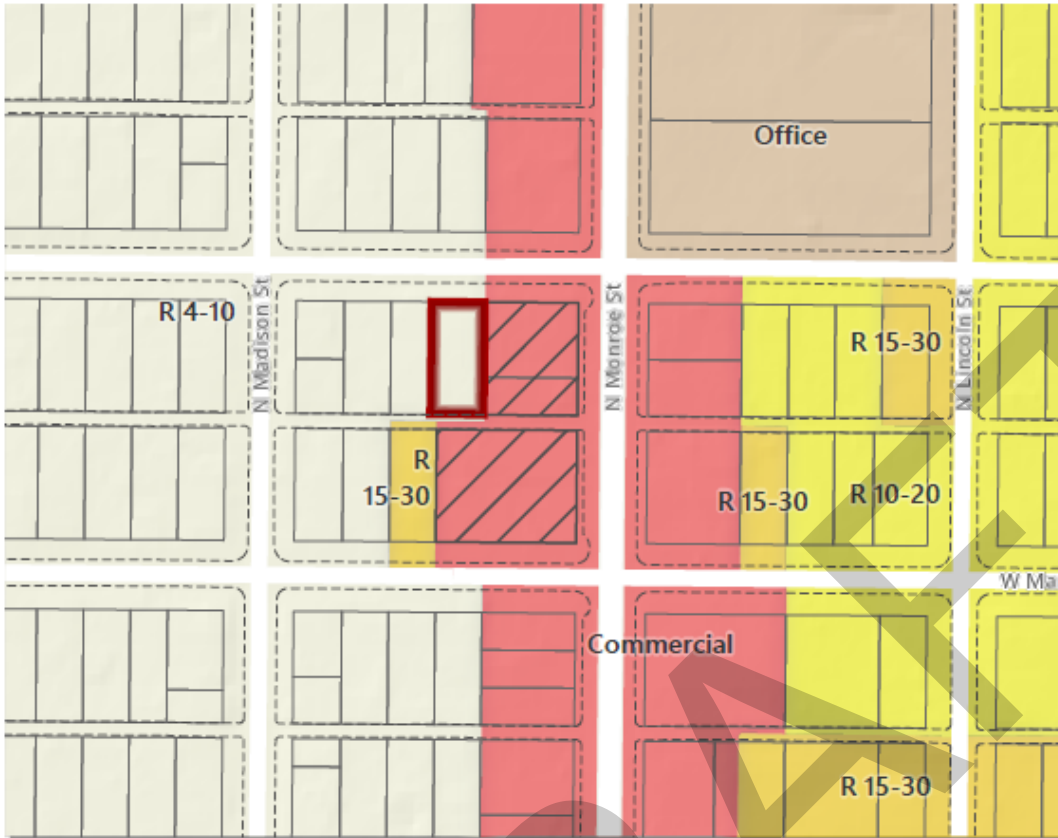 Office
R 4-10
N Madison St
N Monroe St
R 15-30
N Lincoln St
R
15-30
R 15-30
R 10-20
W Ma
Commercial
R 15-30